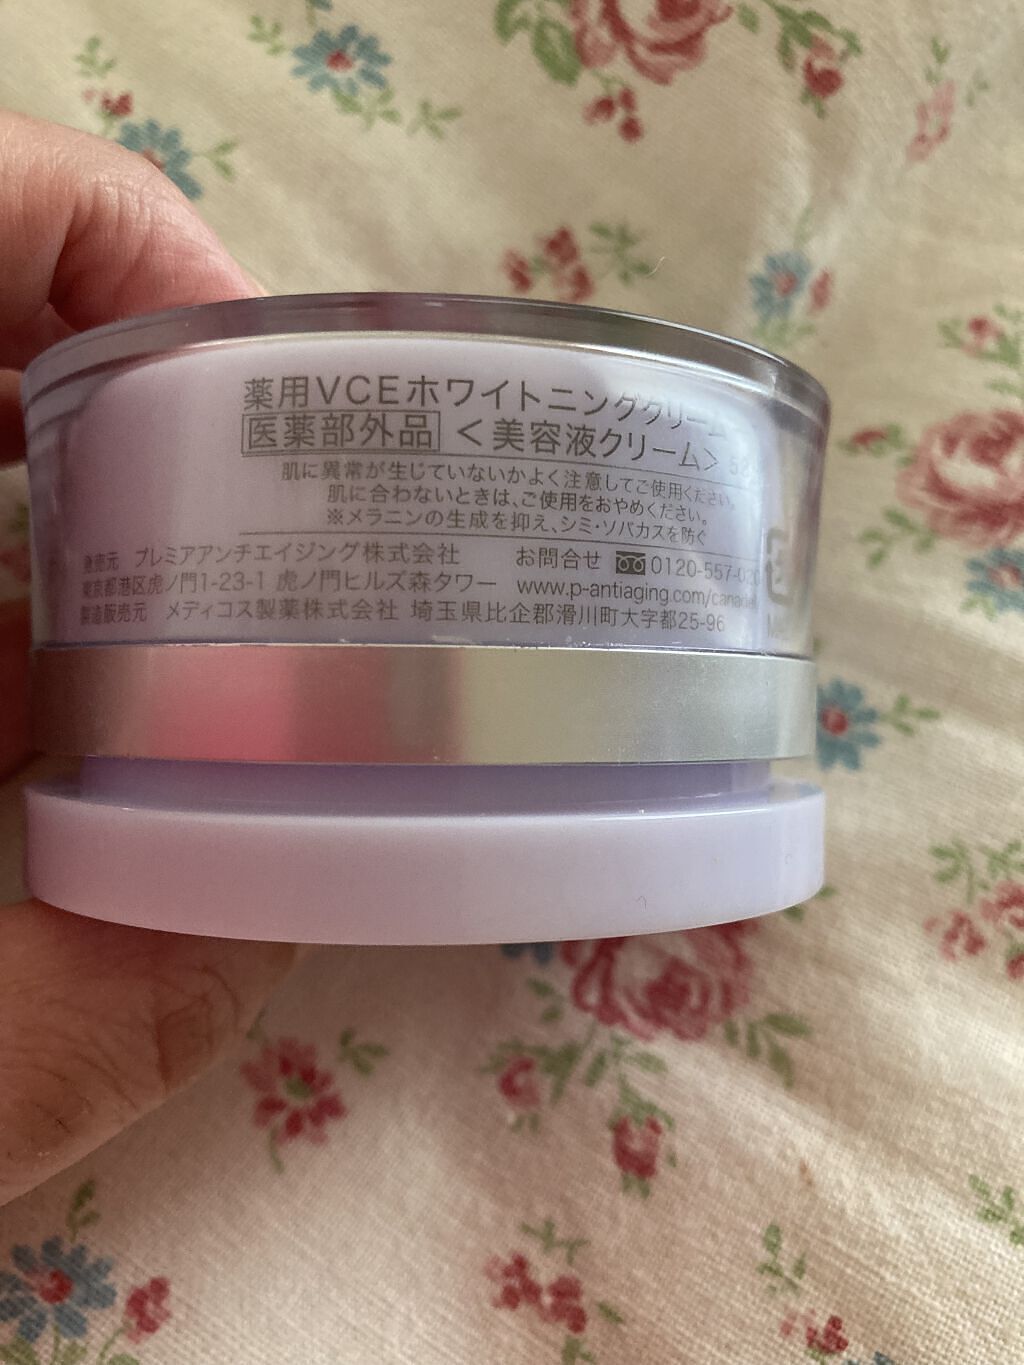 薬用VCEホワイトニングクリーム
医薬部外品 <美容液クリーム>
肌に異常が生じていないかよく注意してご使用ください。
肌に合わないときは、ご使用をおやめください。
※メラニンの生成を抑え、シミ・ソバカスを防ぐ
発売元 プレミアアンチエイジング株式会社 お問合せ 0120-557-020
東京都港区虎ノ門1-23-1 虎ノ門ヒルズ森タワー www.p-antiaging.com/canadel
製造販売元 メディコス製薬株式会社 埼玉県比企郡滑川町大字都25-96